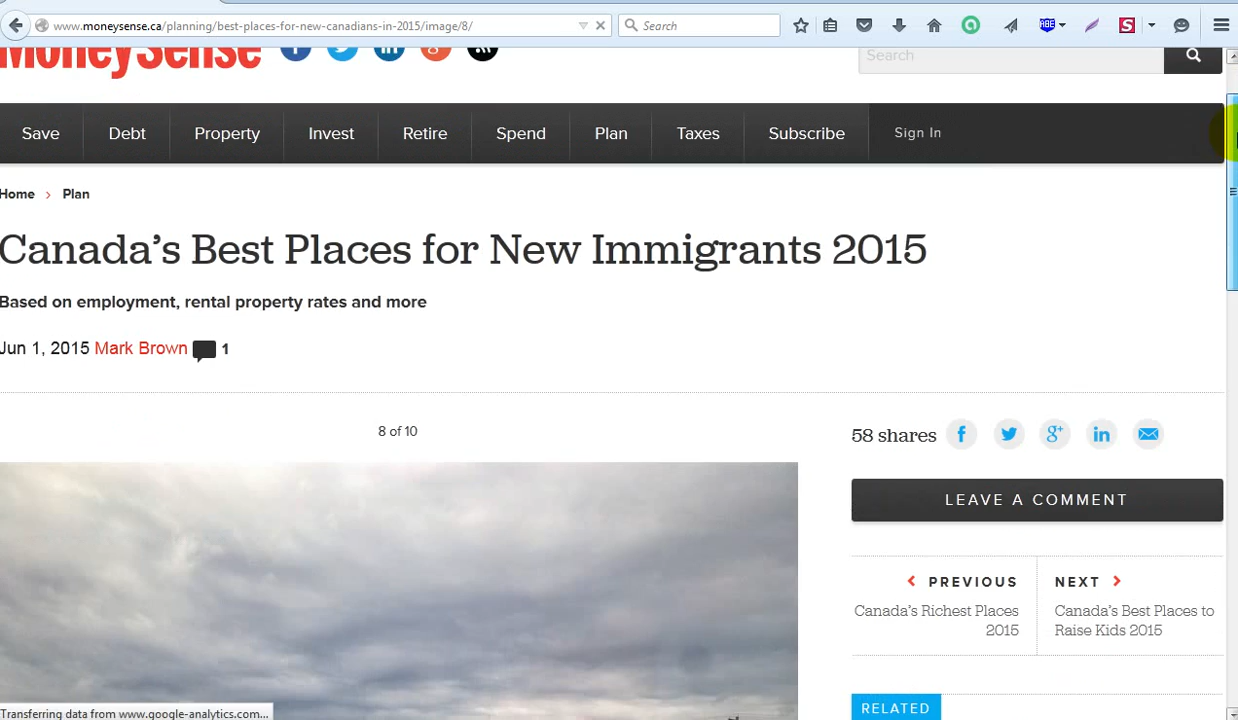 www.moneysense.ca/planning/best-places-for-new-canadians-in-2015/image/8/
Search
ABE
S
MoneySense
Search
Save Debt Property Invest Retire Spend Plan Taxes Subscribe Sign In
Home > Plan
Canada's Best Places for New Immigrants 2015
Based on employment, rental property rates and more
Jun 1, 2015 Mark Brown 1
8 of 10
58 shares
LEAVE A COMMENT
PREVIOUS
Canada's Richest Places
2015
NEXT
Canada's Best Places to
Raise Kids 2015
RELATED
Transferring data from www.google-analytics.com...